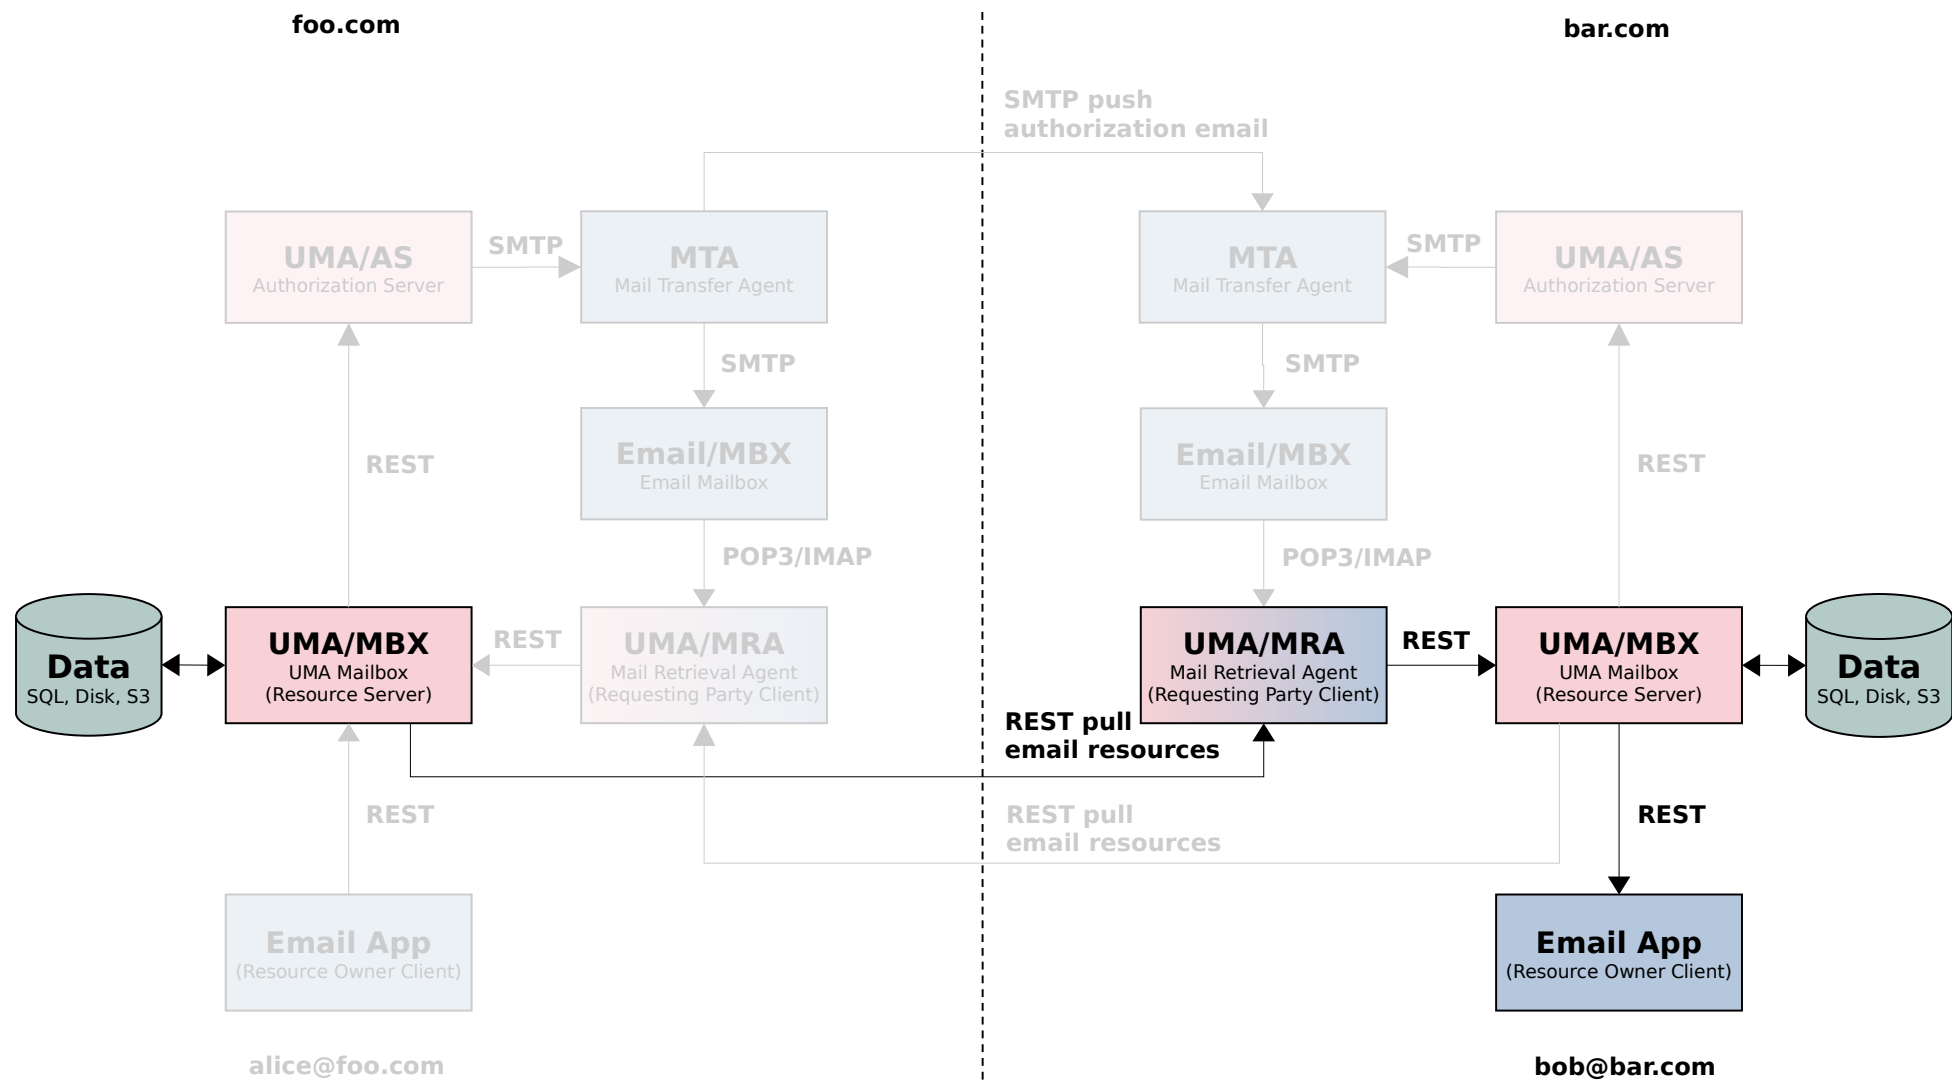 foo.com
bar.com
SMTP push
authorization email
UMA/AS
Authorization Server
SMTP
MTA
Mail Transfer Agent
MTA
Mail Transfer Agent
SMTP
UMA/AS
Authorization Server
SMTP
SMTP
REST
Email/MBX
Email Mailbox
Email/MBX
Email Mailbox
REST
POP3/IMAP
POP3/IMAP
Data
SQL, Disk, S3
UMA/MBX
UMA Mailbox
(Resource Server)
REST
UMA/MRA
Mail Retrieval Agent
(Requesting Party Client)
UMA/MRA
Mail Retrieval Agent
(Requesting Party Client)
REST
UMA/MBX
UMA Mailbox
(Resource Server)
Data
SQL, Disk, S3
REST pull
email resources
REST
REST pull
email resources
REST
Email App
(Resource Owner Client)
Email App
(Resource Owner Client)
alice@foo.com
bob@bar.com